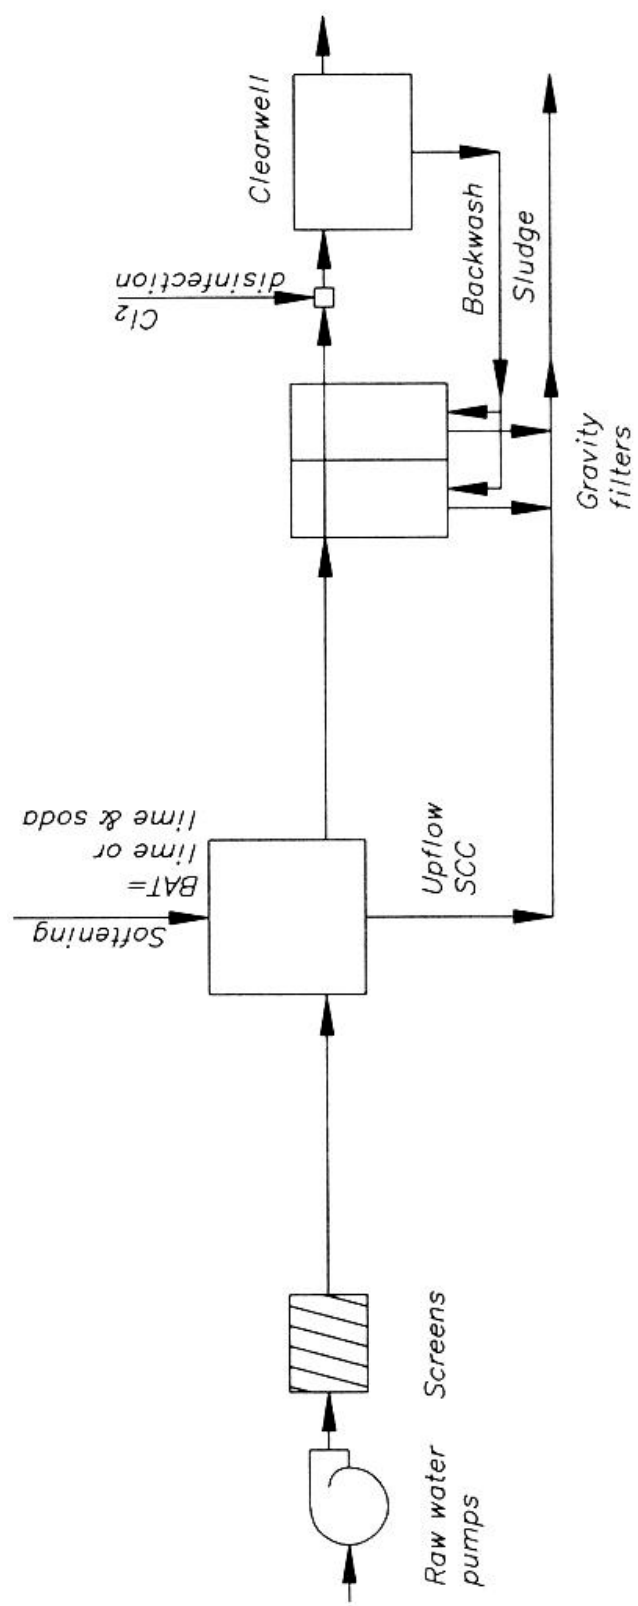 Raw water
pumps
Screens
Softening
BAT=
lime or
lime & soda
Upflow
SCC
Gravity
filters
Cl2
disinfection
Backwash
Sludge
Clearwell